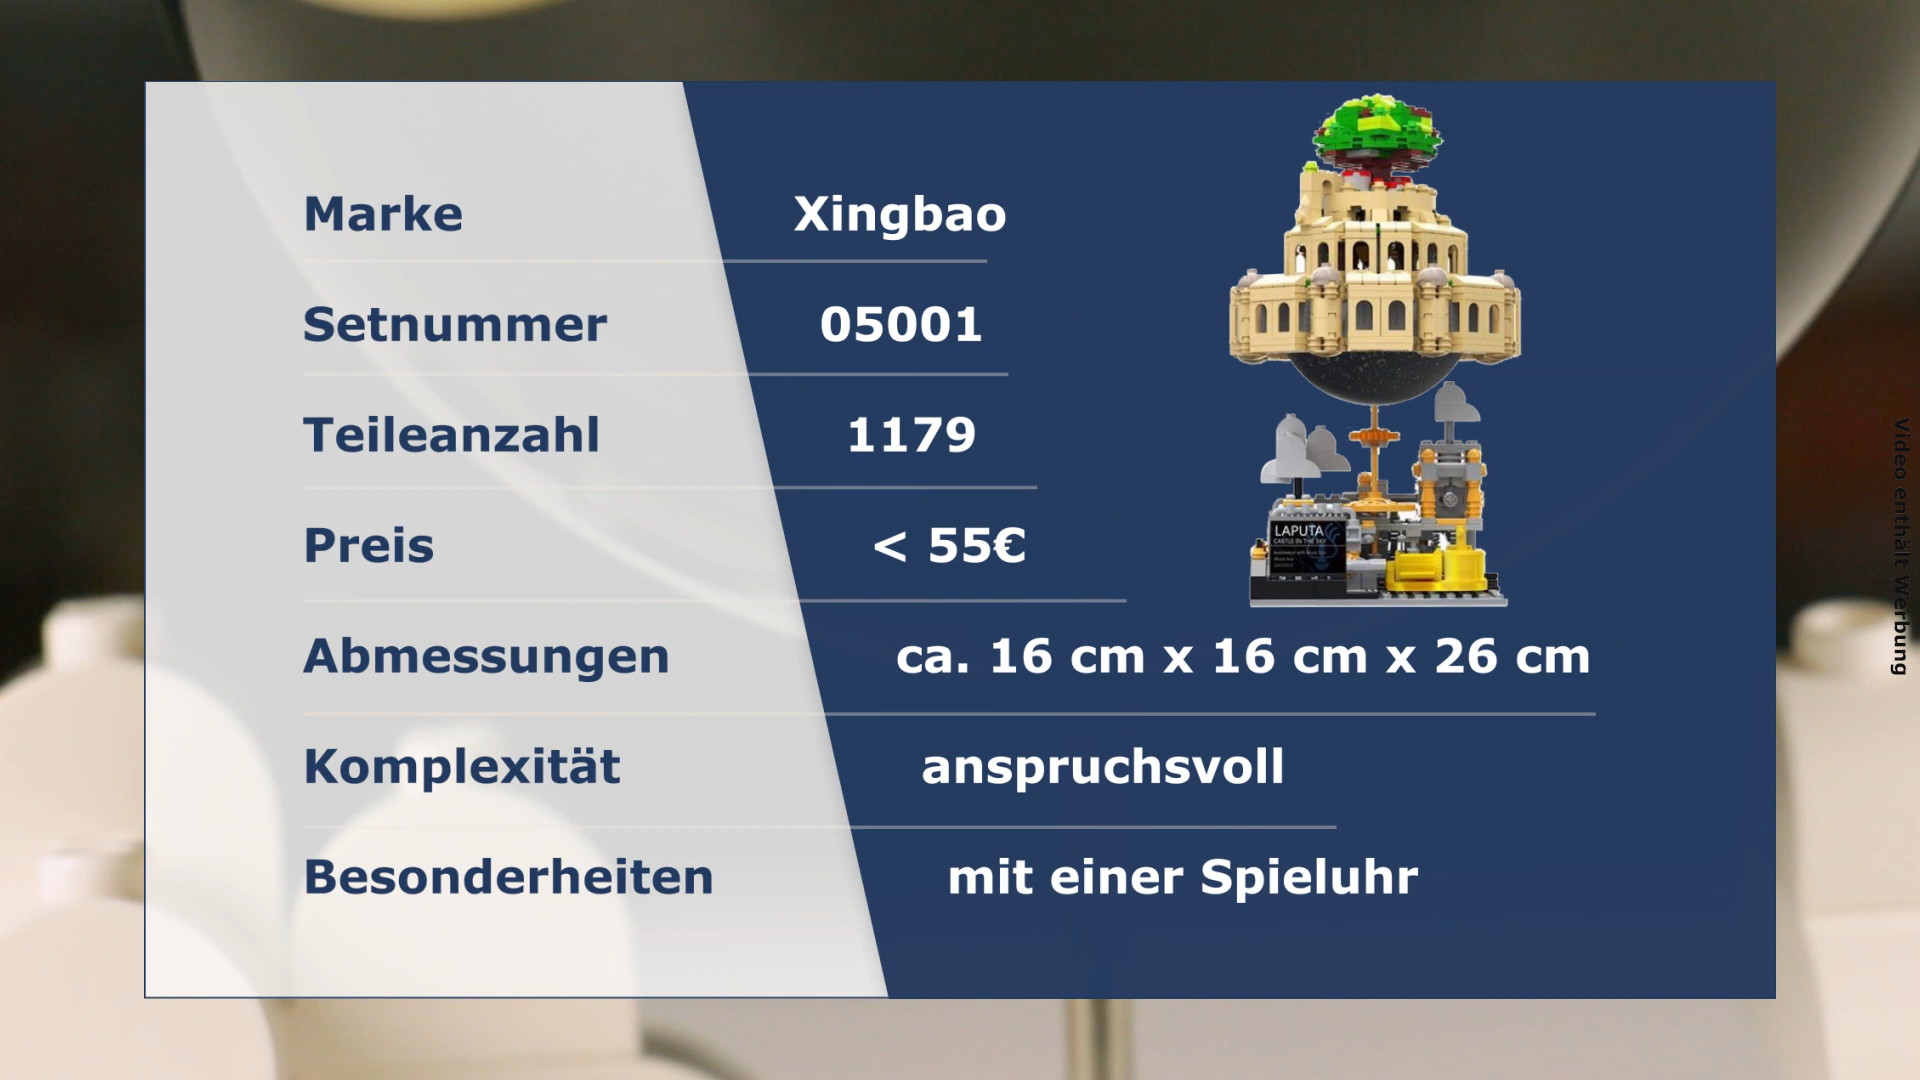 Marke Xingbao
Setnummer 05001
Teileanzahl 1179
Preis < 55€
Abmessungen ca. 16 cm x 16 cm x 26 cm
Komplexität anspruchsvoll
Besonderheiten mit einer Spieluhr
LAPUTA
CASTLE IN THE SKY
Video enthält Werbung